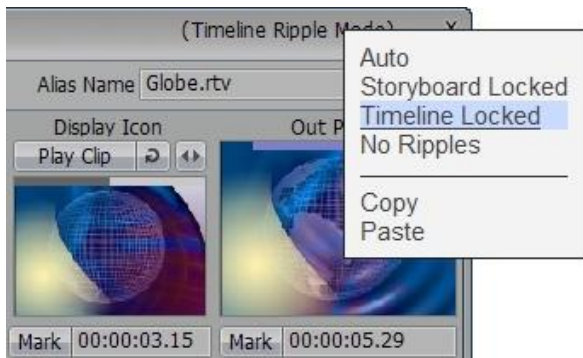 (Timeline Ripple Mode) X
Alias Name Globe.rtv
Display Icon Out P
Play Clip
Mark 00:00:03.15 Mark 00:00:05.29
Auto
Storyboard Locked
Timeline Locked
No Ripples
Copy
Paste